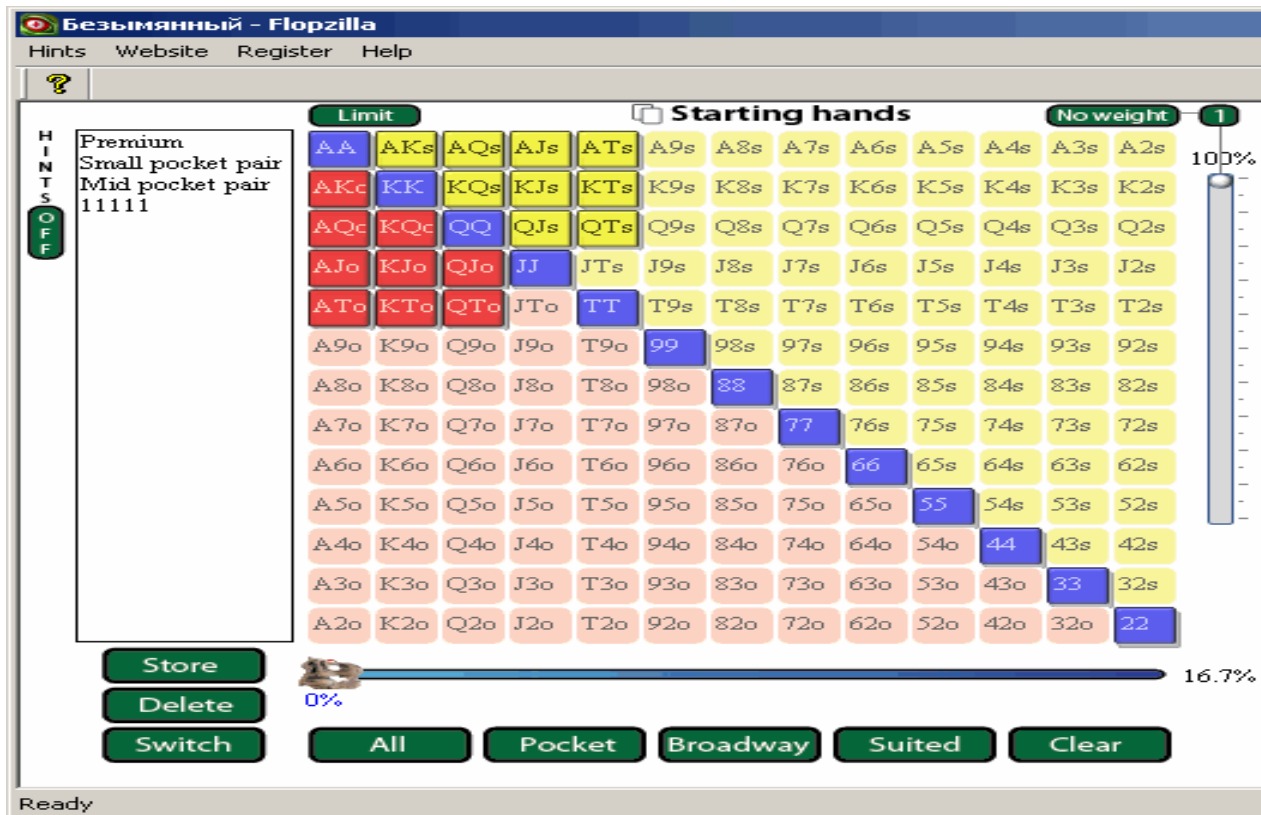 Безымянный - Flopzilla
Hints Website Register Help
Limit Starting hands No weight 1
HINTS
OFF
Premium
Small pocket pair
Mid pocket pair
11111
100%
AA AKs AQs AJs ATs A9s A8s A7s A6s A5s A4s A3s A2s
AKc KK KQs KJs KTs K9s K8s K7s K6s K5s K4s K3s K2s
AQc KQc QQ QJs QTs Q9s Q8s Q7s Q6s Q5s Q4s Q3s Q2s
AJo KJo QJo JJ JTs J9s J8s J7s J6s J5s J4s J3s J2s
ATo KTo QTo JTo TT T9s T8s T7s T6s T5s T4s T3s T2s
A9o K9o Q9o J9o T9o 99 98s 97s 96s 95s 94s 93s 92s
A8o K8o Q8o J8o T8o 98o 88 87s 86s 85s 84s 83s 82s
A7o K7o Q7o J7o T7o 97o 87o 77 76s 75s 74s 73s 72s
A6o K6o Q6o J6o T6o 96o 86o 76o 66 65s 64s 63s 62s
A5o K5o Q5o J5o T5o 95o 85o 75o 65o 55 54s 53s 52s
A4o K4o Q4o J4o T4o 94o 84o 74o 64o 54o 44 43s 42s
A3o K3o Q3o J3o T3o 93o 83o 73o 63o 53o 43o 33 32s
A2o K2o Q2o J2o T2o 92o 82o 72o 62o 52o 42o 32o 22
Store
Delete
Switch
0%
16.7%
All Pocket Broadway Suited Clear
Ready